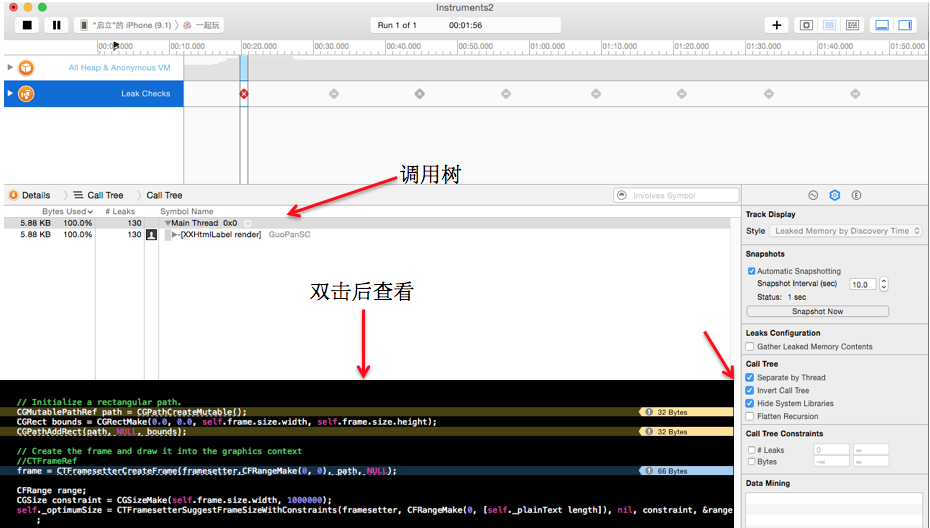 Instruments2
"启立"的 iPhone (9.1) 〉 一起玩
Run 1 of 1 00:01:56
00:00.000 00:10.000 00:20.000 00:30.000 00:40.000 00:50.000 01:00.000 01:10.000 01:20.000 01:30.000 01:40.000 01:50.000
All Heap & Anonymous VM
Leak Checks
调用树
Details Call Tree Call Tree Involves Symbol
Bytes Used # Leaks Symbol Name
5.88 KB 100.0% 130 Main Thread 0x0
5.88 KB 100.0% 130 -[XXHtmlLabel render] GuoPanSC
双击后查看
// Initialize a rectangular path.
CGMutablePathRef path = CGPathCreateMutable(); 32 Bytes
CGRect bounds = CGRectMake(0.0, 0.0, self.frame.size.width, self.frame.size.height);
CGPathAddRect(path, NULL, bounds); 32 Bytes
// Create the frame and draw it into the graphics context
//CTFrameRef
frame = CTFramesetterCreateFrame(framesetter,CFRangeMake(0, 0), path, NULL); 66 Bytes
CFRange range;
CGSize constraint = CGSizeMake(self.frame.size.width, 1000000);
self._optimumSize = CTFramesetterSuggestFrameSizeWithConstraints(framesetter, CFRangeMake(0, [self._plainText length]), nil, constraint, &range
;
Track Display
Style Leaked Memory by Discovery Time
Snapshots
Automatic Snapshotting
Snapshot Interval (sec) 10.0
Status: 1 sec
Snapshot Now
Leaks Configuration
Gather Leaked Memory Contents
Call Tree
Separate by Thread
Invert Call Tree
Hide System Libraries
Flatten Recursion
Call Tree Constraints
# Leaks 0 ∞
Bytes -∞ ∞
Data Mining